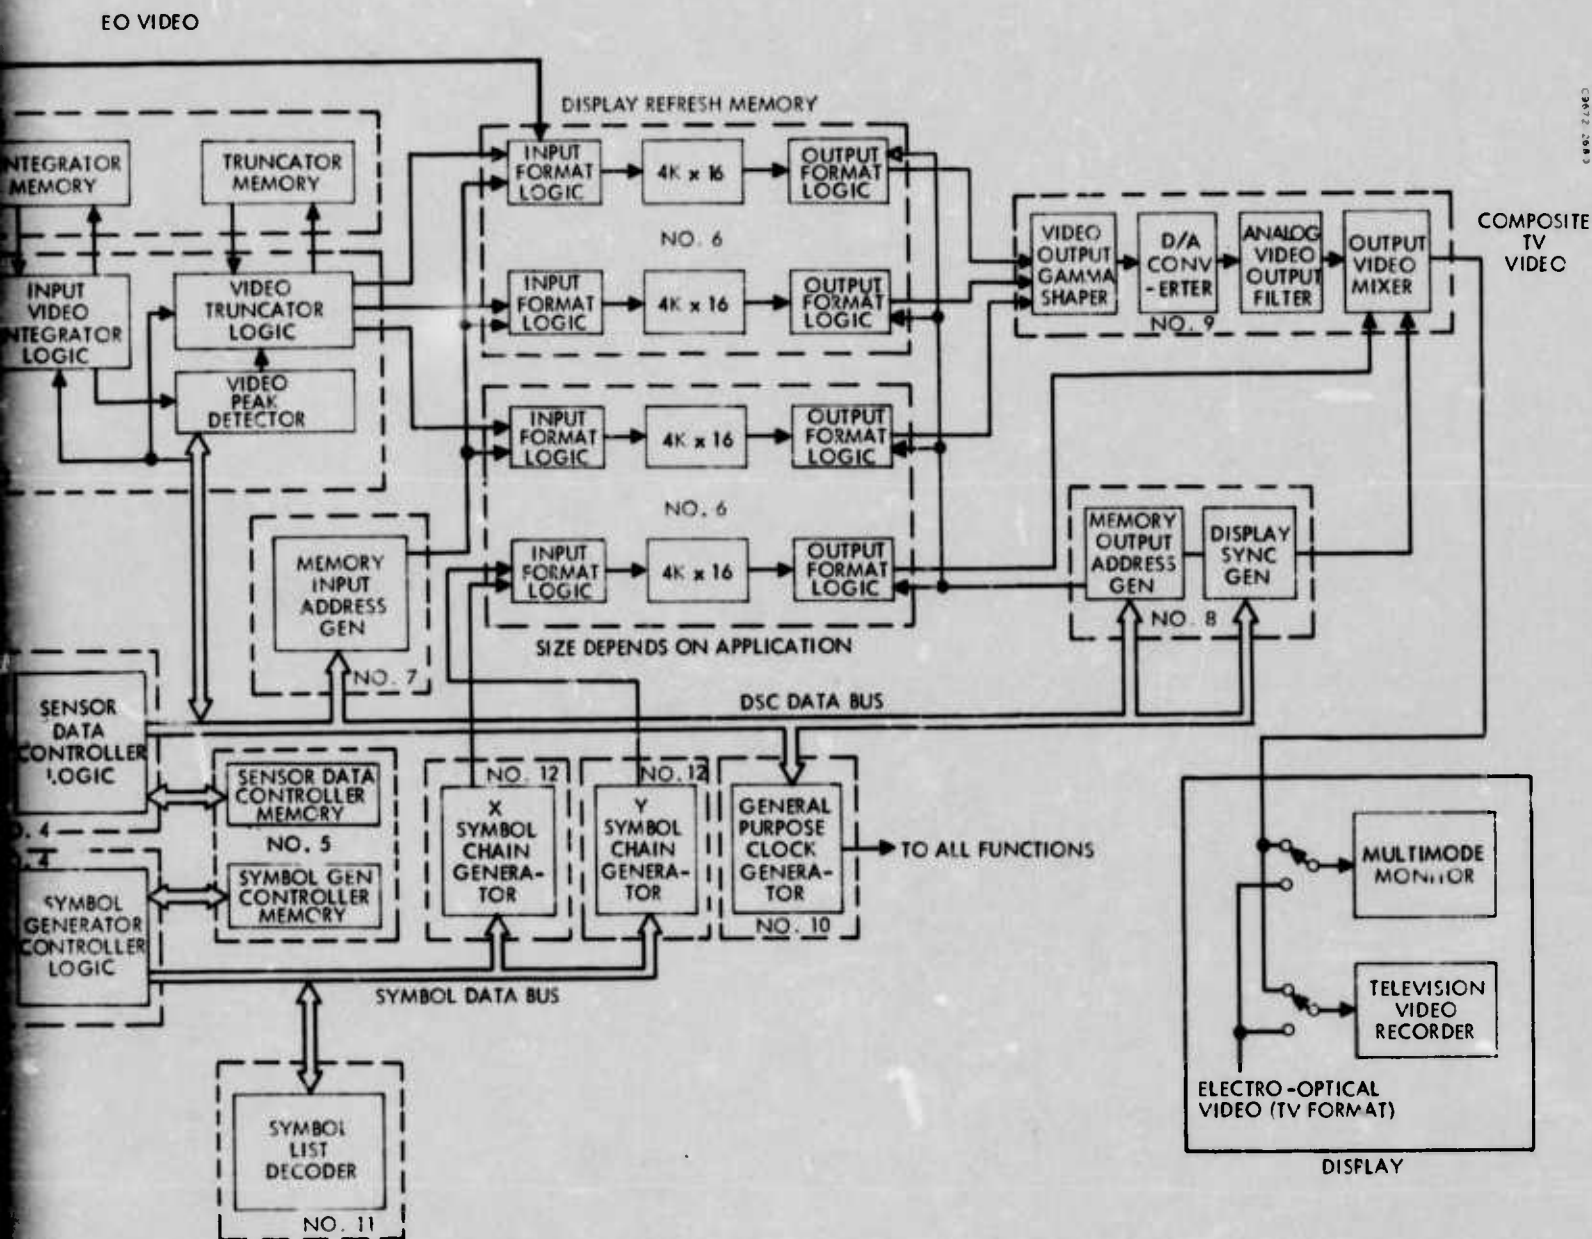 EO VIDEO
DISPLAY REFRESH MEMORY
NTEGRATOR
MEMORY
TRUNCATOR
MEMORY
INPUT
FORMAT
LOGIC
4K x 16
OUTPUT
FORMAT
LOGIC
NO. 6
INPUT
VIDEO
NTEGRATOR
LOGIC
VIDEO
TRUNCATOR
LOGIC
VIDEO
PEAK
DETECTOR
INPUT
FORMAT
LOGIC
4K x 16
OUTPUT
FORMAT
LOGIC
VIDEO
OUTPUT
GAMMA
SHAPER
D/A
CONV
-ERTER
ANALOG
VIDEO
OUTPUT
FILTER
OUTPUT
VIDEO
MIXER
NO. 9
COMPOSITE
TV
VIDEO
INPUT
FORMAT
LOGIC
4K x 16
OUTPUT
FORMAT
LOGIC
NO. 6
INPUT
FORMAT
LOGIC
4K x 16
OUTPUT
FORMAT
LOGIC
SIZE DEPENDS ON APPLICATION
MEMORY
INPUT
ADDRESS
GEN
NO. 7
MEMORY
OUTPUT
ADDRESS
GEN
DISPLAY
SYNC
GEN
NO. 8
DSC DATA BUS
SENSOR
DATA
CONTROLLER
LOGIC
O. 4
SENSOR DATA
CONTROLLER
MEMORY
NO. 5
SYMBOL GEN
CONTROLLER
MEMORY
. 4
SYMBOL
GENERATOR
CONTROLLER
LOGIC
NO. 12
X
SYMBOL
CHAIN
GENERA-
TOR
NO. 12
Y
SYMBOL
CHAIN
GENERA-
TOR
GENERAL
PURPOSE
CLOCK
GENERA-
TOR
NO. 10
TO ALL FUNCTIONS
SYMBOL DATA BUS
SYMBOL
LIST
DECODER
NO. 11
MULTIMODE
MONITOR
TELEVISION
VIDEO
RECORDER
ELECTRO-OPTICAL
VIDEO (TV FORMAT)
DISPLAY